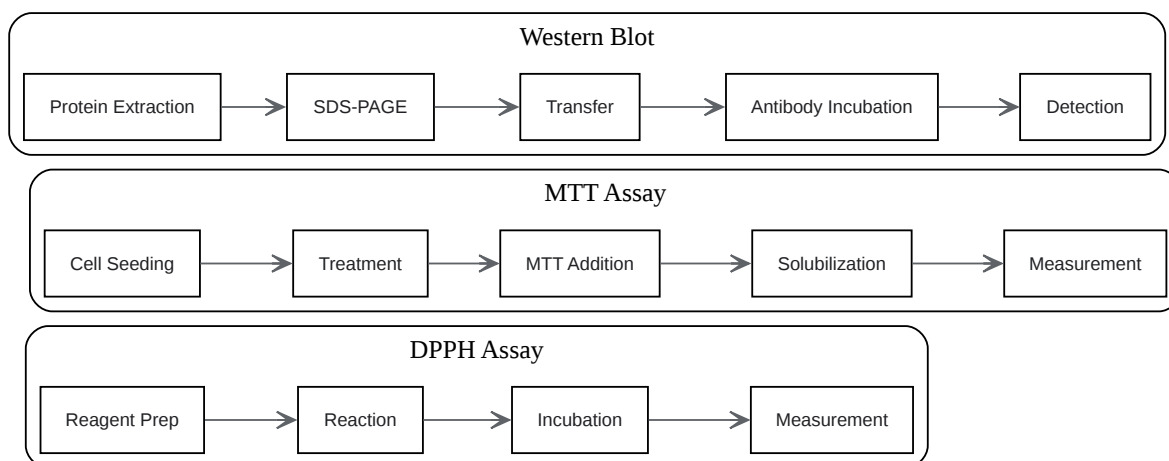 Western Blot
Protein Extraction
SDS-PAGE
Transfer
Antibody Incubation
Detection
MTT Assay
Cell Seeding
Treatment
MTT Addition
Solubilization
Measurement
DPPH Assay
Reagent Prep
Reaction
Incubation
Measurement